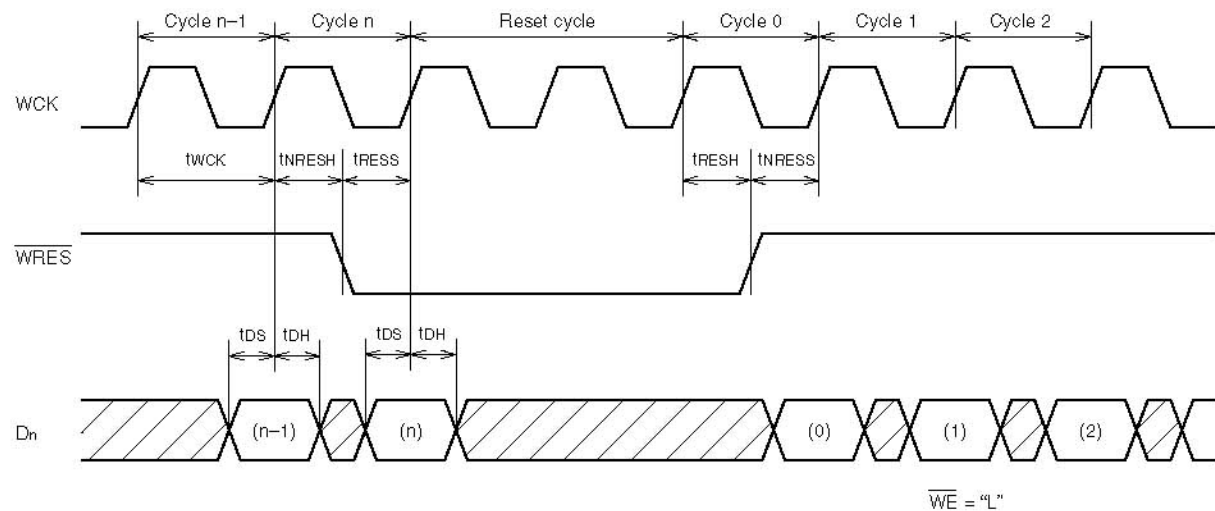 Cycle n–1 Cycle n Reset cycle Cycle 0 Cycle 1 Cycle 2
WCK
tWCK tNRESH tRESS tRESH tNRESS
WRES
tDS tDH tDS tDH
Dn (n–1) (n) (0) (1) (2)
WE = “L”